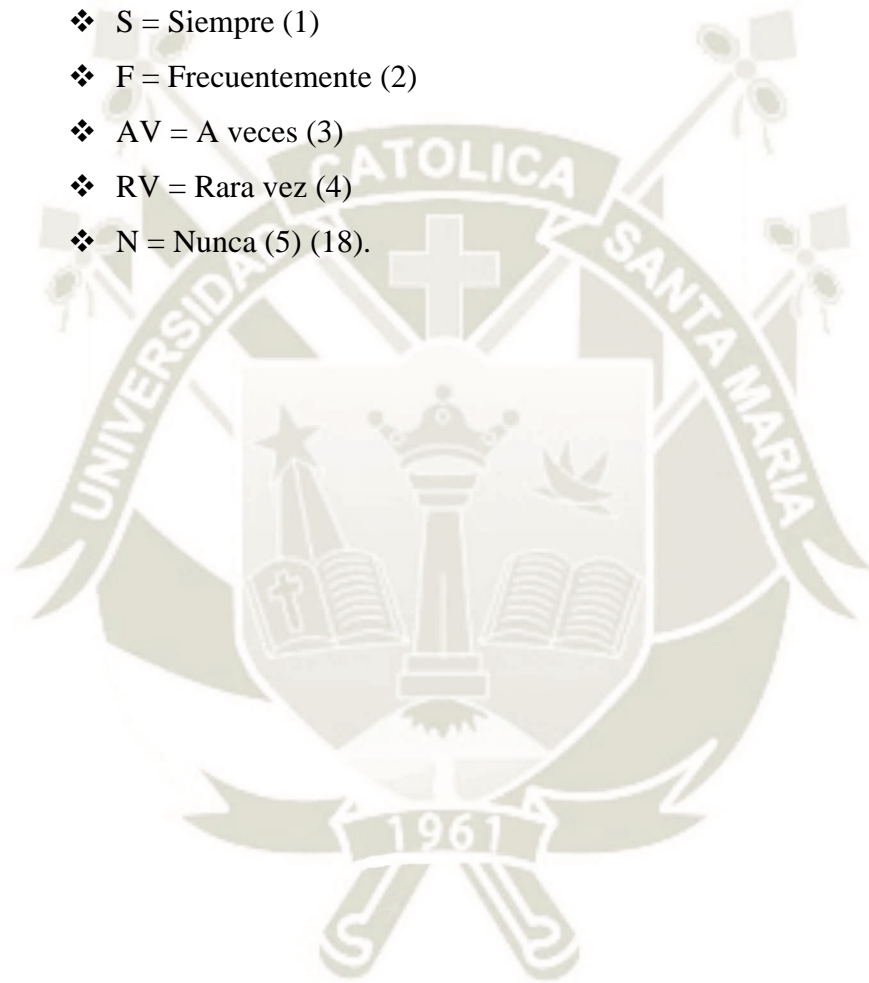 ❖ S = Siempre (1)
❖ F = Frecuentemente (2)
❖ AV = A veces (3)
❖ RV = Rara vez (4)
❖ N = Nunca (5) (18).
UNIVERSIDAD CATOLICA SANTA MARIA
1961